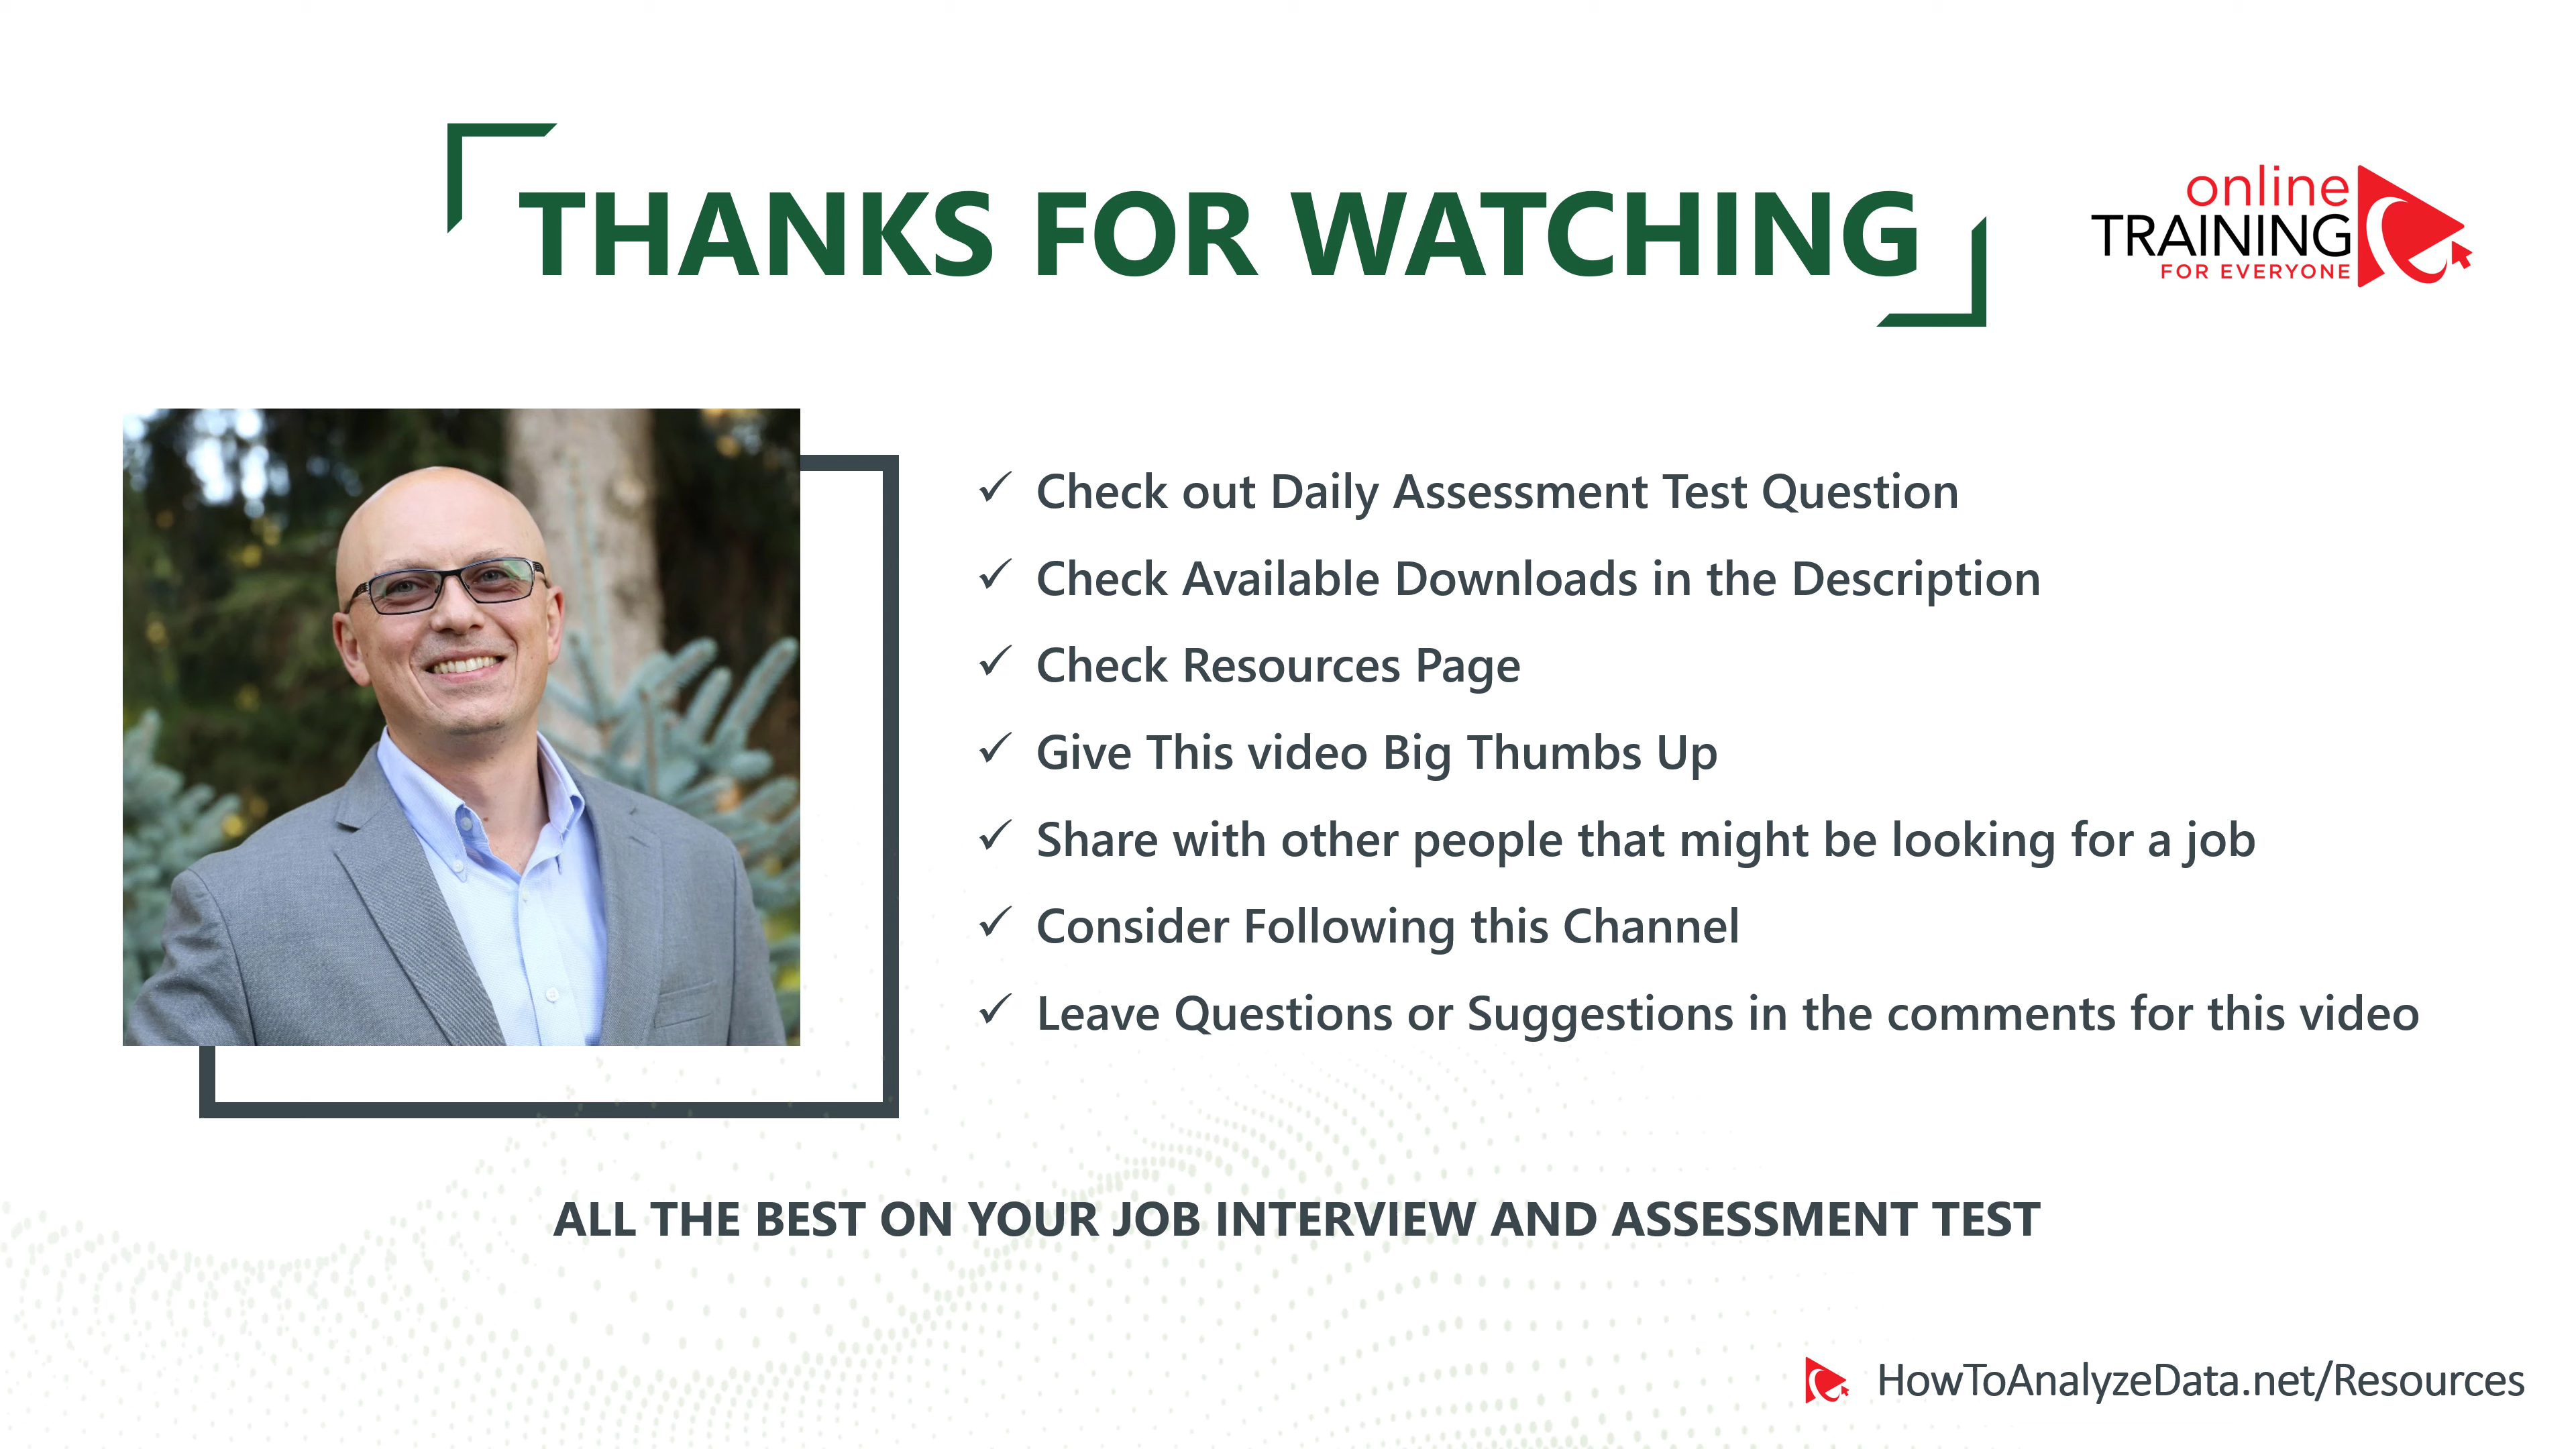 THANKS FOR WATCHING
online
TRAINING
FOR EVERYONE
✓ Check out Daily Assessment Test Question
✓ Check Available Downloads in the Description
✓ Check Resources Page
✓ Give This video Big Thumbs Up
✓ Share with other people that might be looking for a job
✓ Consider Following this Channel
✓ Leave Questions or Suggestions in the comments for this video
ALL THE BEST ON YOUR JOB INTERVIEW AND ASSESSMENT TEST
HowToAnalyzeData.net/Resources